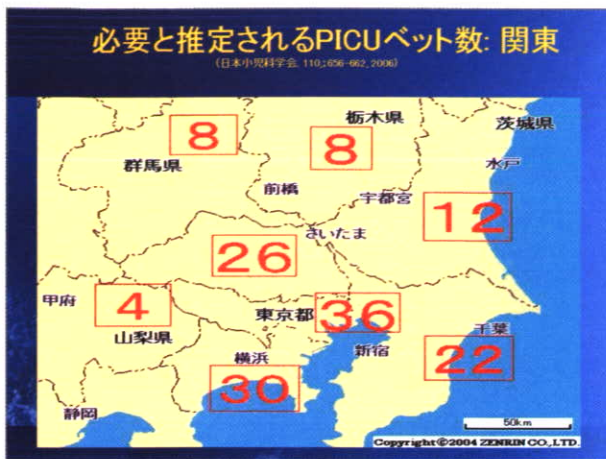 必要と推定されるPICUベット数: 関東
(日本小児科学会. 110,:656-662, 2006)
栃木県
茨城県
8
8
群馬県
水戸
前橋
宇都宮
12
さいたま
26
甲府
4
東京都
36
山梨県
千葉
横浜
新宿
22
30
静岡
50km
Copyright©2004 ZENRIN CO., LTD.